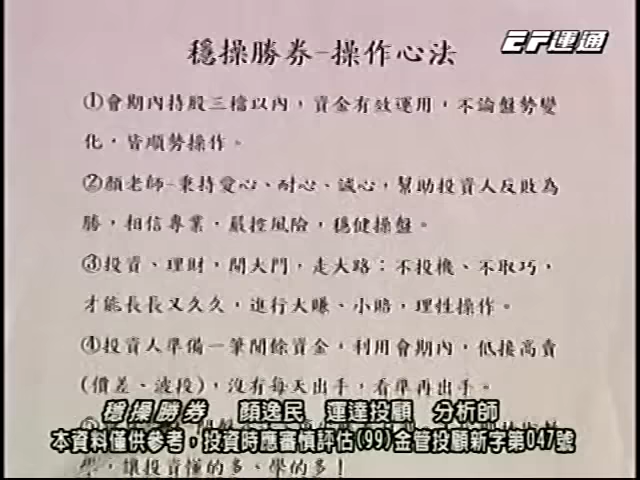 穩操勝券-操作心法
EF運通
①會期內持股三檔以內，資金有效運用，不論盤勢變
化，皆順勢操作。
②顏老師-秉持愛心、耐心、誠心，幫助投資人反敗為
勝，相信專業，嚴控風險，穩健操盤。
③投資、理財，開大門，走大路；不投機、不取巧，
才能長長又久久，進行大賺、小賠，理性操作。
④投資人準備一筆閒餘資金，利用會期內，低接高賣
(價差、波段)，沒有每天出手，看準再出手。
穩操勝券 顏逸民 運達投顧 分析師
本資料僅供參考，投資時應審慎評估(99)金管投顧新字第047號
學，讓投資懂的多、學的多！